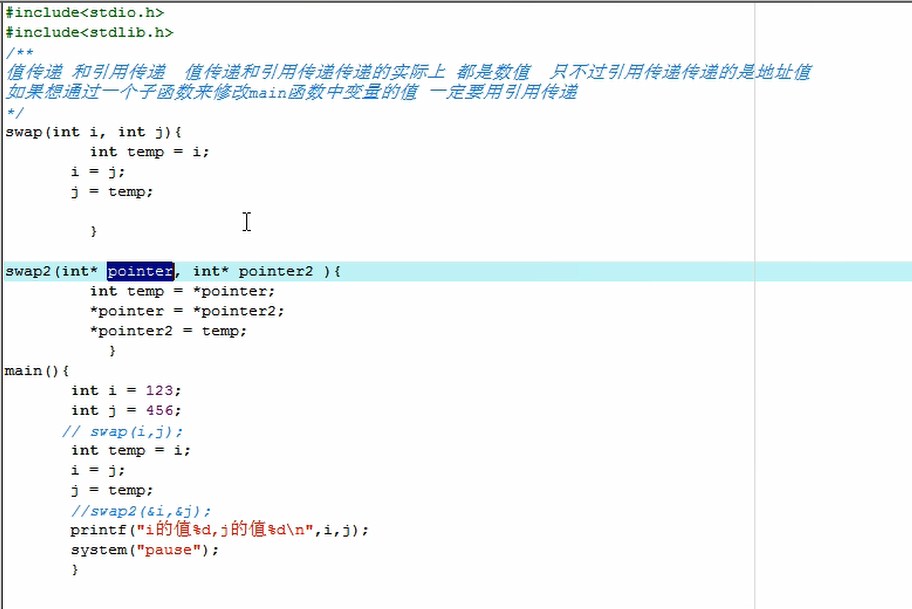 #include<stdio.h>
#include<stdlib.h>
/**
值传递 和引用传递  值传递和引用传递传递的实际上 都是数值  只不过引用传递传递的是地址值
如果想通过一个子函数来修改main函数中变量的值 一定要用引用传递
*/
swap(int i, int j){
int temp = i;
i = j;
j = temp;
}
swap2(int* pointer, int* pointer2 ){
int temp = *pointer;
*pointer = *pointer2;
*pointer2 = temp;
}
main(){
int i = 123;
int j = 456;
// swap(i,j);
int temp = i;
i = j;
j = temp;
//swap2(&i,&j);
printf("i的值%d,j的值%d\n",i,j);
system("pause");
}